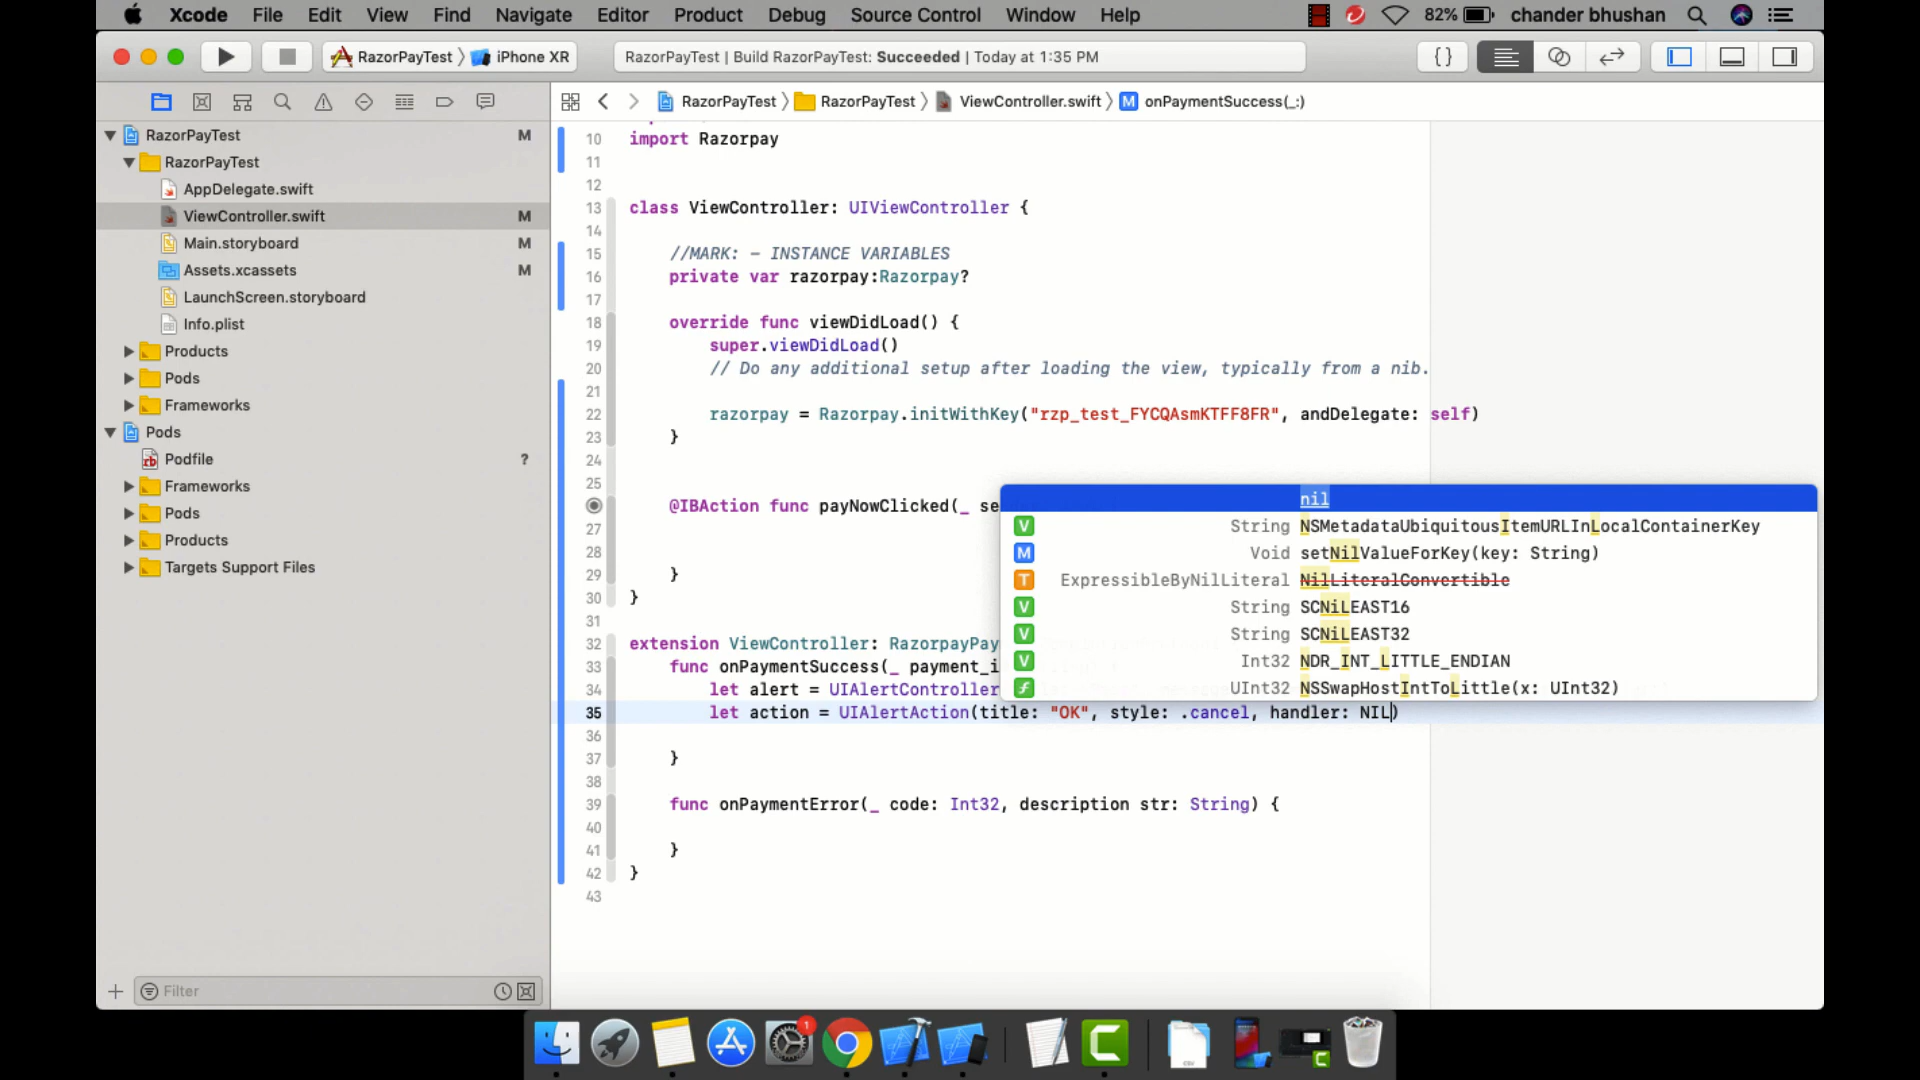 Xcode File Edit View Find Navigate Editor Product Debug Source Control Window Help 82% chander bhushan
RazorPayTest iPhone XR RazorPayTest | Build RazorPayTest: Succeeded | Today at 1:35 PM
RazorPayTest RazorPayTest ViewController.swift M onPaymentSuccess(_:)
RazorPayTest M
RazorPayTest
AppDelegate.swift
ViewController.swift M
Main.storyboard M
Assets.xcassets M
LaunchScreen.storyboard
Info.plist
Products
Pods
Frameworks
Pods
Podfile ?
Frameworks
Pods
Products
Targets Support Files
Filter
10 import Razorpay
11
12
13 class ViewController: UIViewController {
14
15 //MARK: - INSTANCE VARIABLES
16 private var razorpay:Razorpay?
17
18 override func viewDidLoad() {
19 super.viewDidLoad()
20 // Do any additional setup after loading the view, typically from a nib.
21
22 razorpay = Razorpay.initWithKey("rzp_test_FYCQAsmKTFF8FR", andDelegate: self)
23 }
24
25
@IBAction func payNowClicked(_ se
27
28
29 }
30 }
31
32 extension ViewController: RazorpayPay
33 func onPaymentSuccess(_ payment_i
34 let alert = UIAlertController
35 let action = UIAlertAction(title: "OK", style: .cancel, handler: NIL)
36
37 }
38
39 func onPaymentError(_ code: Int32, description str: String) {
40
41 }
42 }
43
nil
V String NSMetadataUbiquitousItemURLInLocalContainerKey
M Void setNilValueForKey(key: String)
T ExpressibleByNilLiteral NilLiteralConvertible
V String SCNiLEAST16
V String SCNiLEAST32
V Int32 NDR_INT_LITTLE_ENDIAN
f UInt32 NSSwapHostIntToLittle(x: UInt32)
1